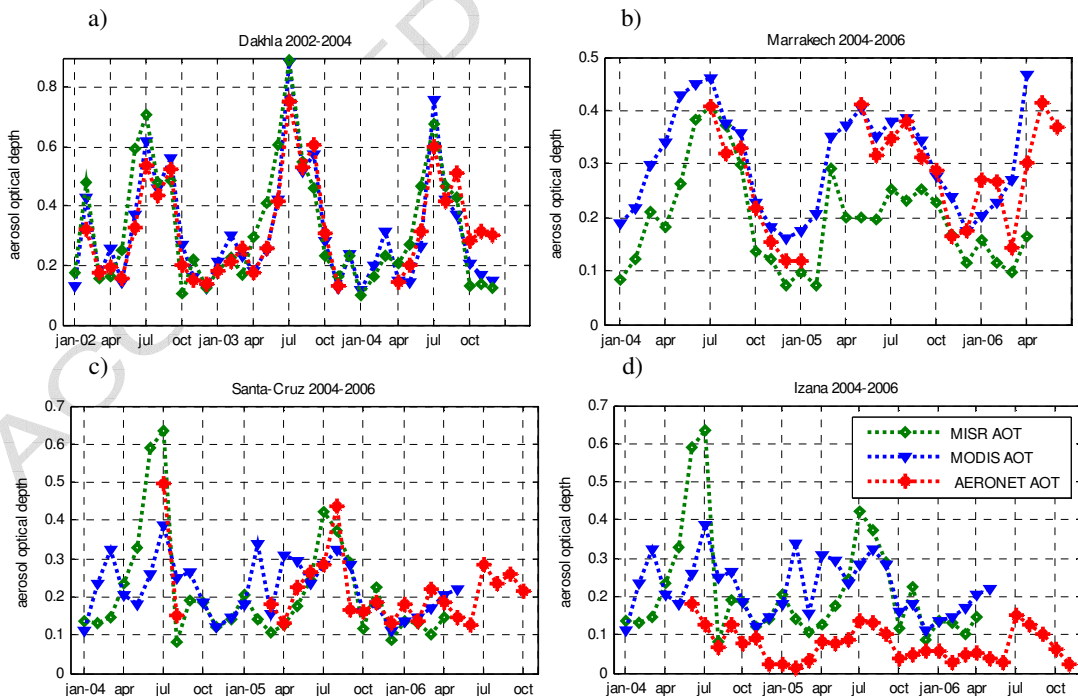 a)
b)
Dakhla 2002-2004
Marrakech 2004-2006
aerosol optical depth
0.8
0.6
0.4
0.2
0
jan-02 apr jul oct jan-03 apr jul oct jan-04 apr jul oct
aerosol optical depth
0.5
0.4
0.3
0.2
0.1
0
jan-04 apr jul oct jan-05 apr jul oct jan-06 apr
c)
d)
Santa-Cruz 2004-2006
Izana 2004-2006
aerosol optical depth
0.7
0.6
0.5
0.4
0.3
0.2
0.1
0
jan-04 apr jul oct jan-05 apr jul oct jan-06 apr jul oct
aerosol optical depth
0.7
0.6
0.5
0.4
0.3
0.2
0.1
0
jan-04 apr jul oct jan-05 apr jul oct jan-06 apr jul oct
MISR AOT
MODIS AOT
AERONET AOT